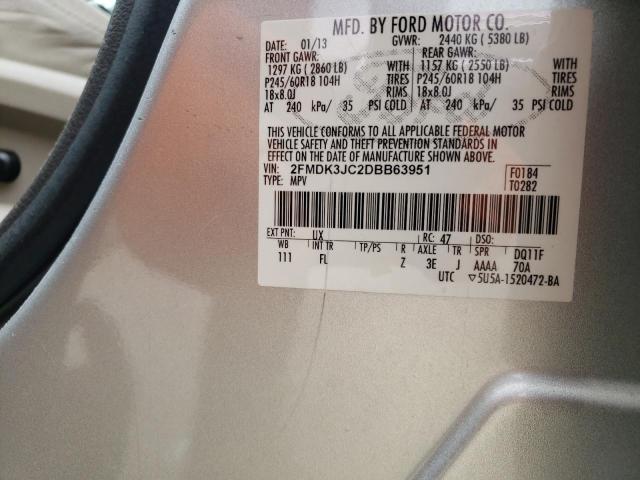 MFD. BY FORD MOTOR CO.
DATE: 01/13 GVWR: 2440 KG ( 5380 LB)
FRONT GAWR: REAR GAWR:
1297 KG ( 2860 LB) WITH 1157 KG ( 2550 LB) WITH
P245/60R18 104H TIRES P245/60R18 104H TIRES
18x8.0J RIMS 18x8.0J RIMS
AT 240 kPa/ 35 PSI COLD AT 240 kPa/ 35 PSI COLD
THIS VEHICLE CONFORMS TO ALL APPLICABLE FEDERAL MOTOR
VEHICLE SAFETY AND THEFT PREVENTION STANDARDS IN
EFFECT ON THE DATE OF MANUFACTURE SHOWN ABOVE.
VIN: 2FMDK3JC2DBB63951 F0184
TYPE: MPV T0282
EXT PNT: UX RC: 47 DSO:
WB INT TR TP/PS R AXLE TR SPR DQ11F
111 FL Z 3E J AAAA 70A
UTC ▽5U5A-1520472-BA